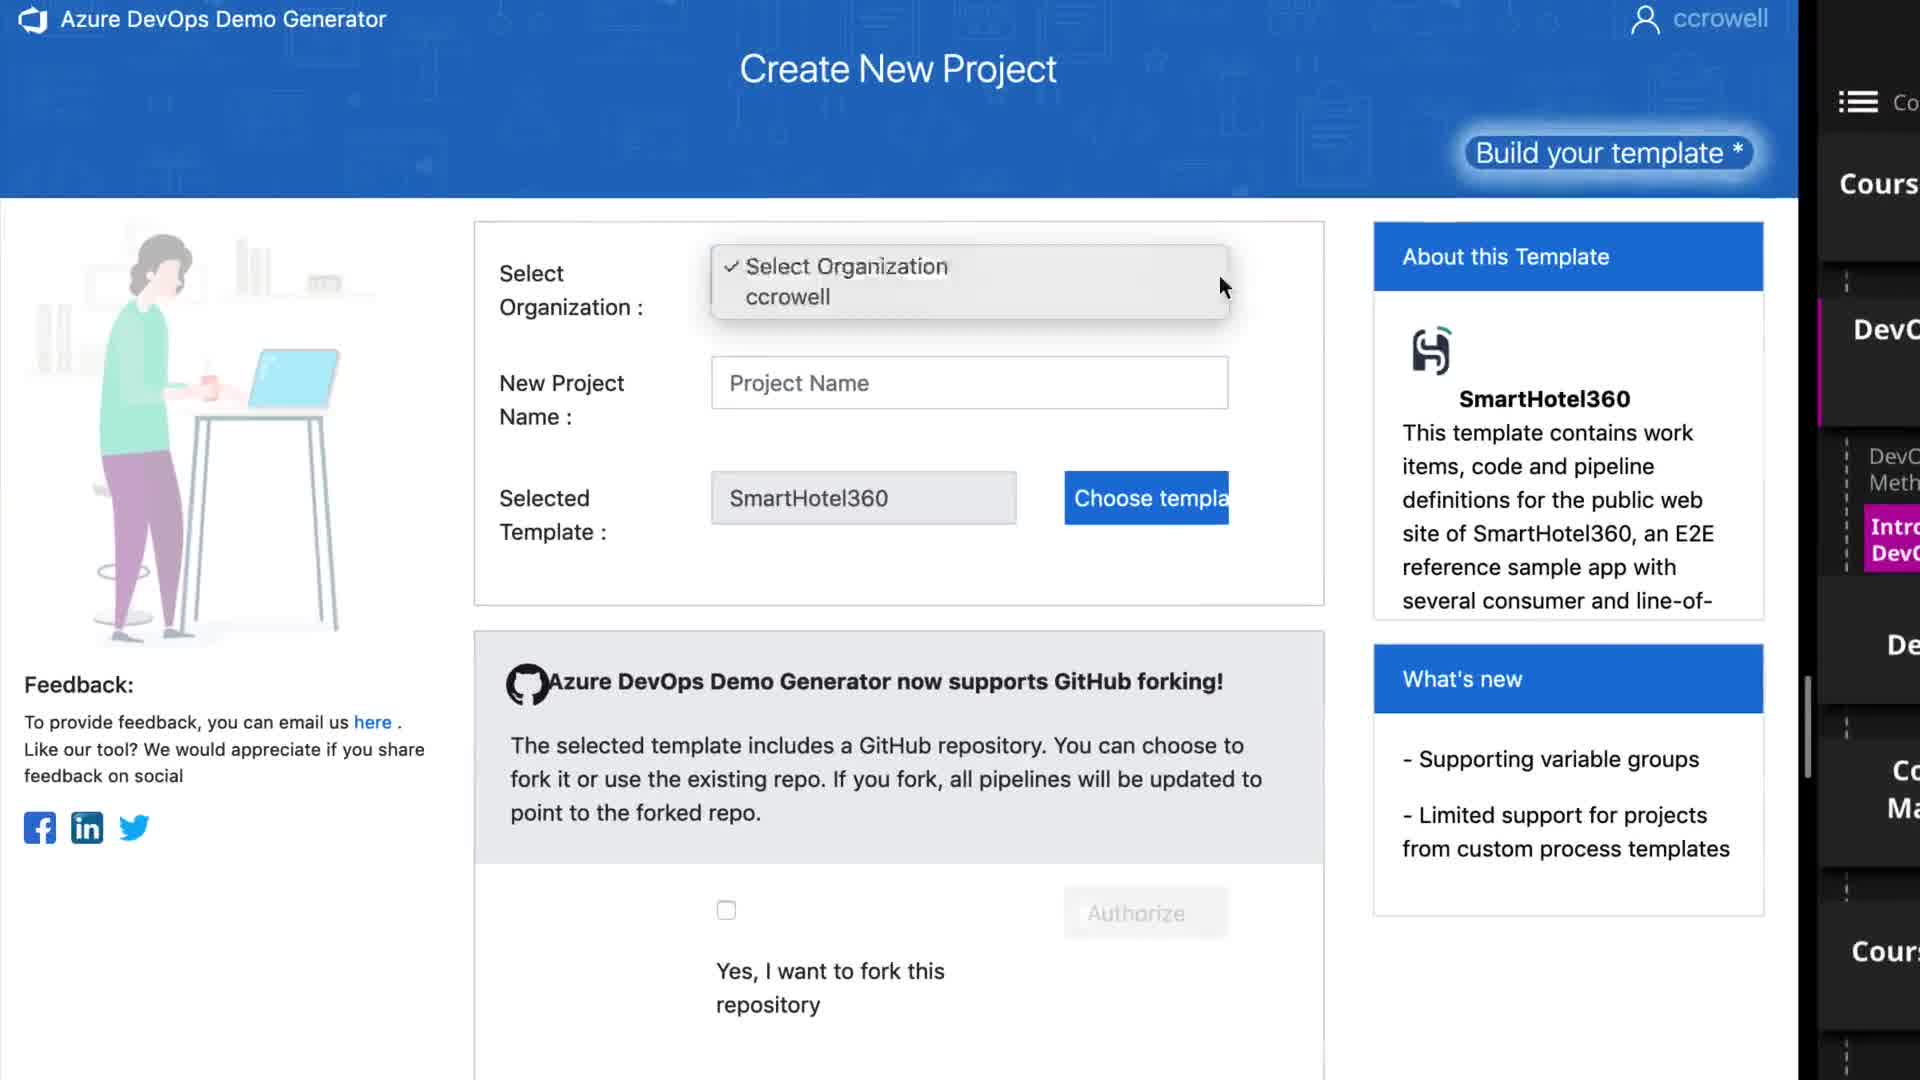 Azure DevOps Demo Generator
ccrowell
Create New Project
Build your template *
Select
Organization :
✓ Select Organization
ccrowell
New Project
Name :
Project Name
Selected
Template :
SmartHotel360
Choose templa
About this Template
SmartHotel360
This template contains work
items, code and pipeline
definitions for the public web
site of SmartHotel360, an E2E
reference sample app with
several consumer and line-of-
What's new
- Supporting variable groups
- Limited support for projects
from custom process templates
Feedback:
To provide feedback, you can email us here .
Like our tool? We would appreciate if you share
feedback on social
Azure DevOps Demo Generator now supports GitHub forking!
The selected template includes a GitHub repository. You can choose to
fork it or use the existing repo. If you fork, all pipelines will be updated to
point to the forked repo.
Authorize
Yes, I want to fork this
repository
Co
Cours
DevO
DevO
Meth
Intro
DevO
De
Co
Ma
Cours